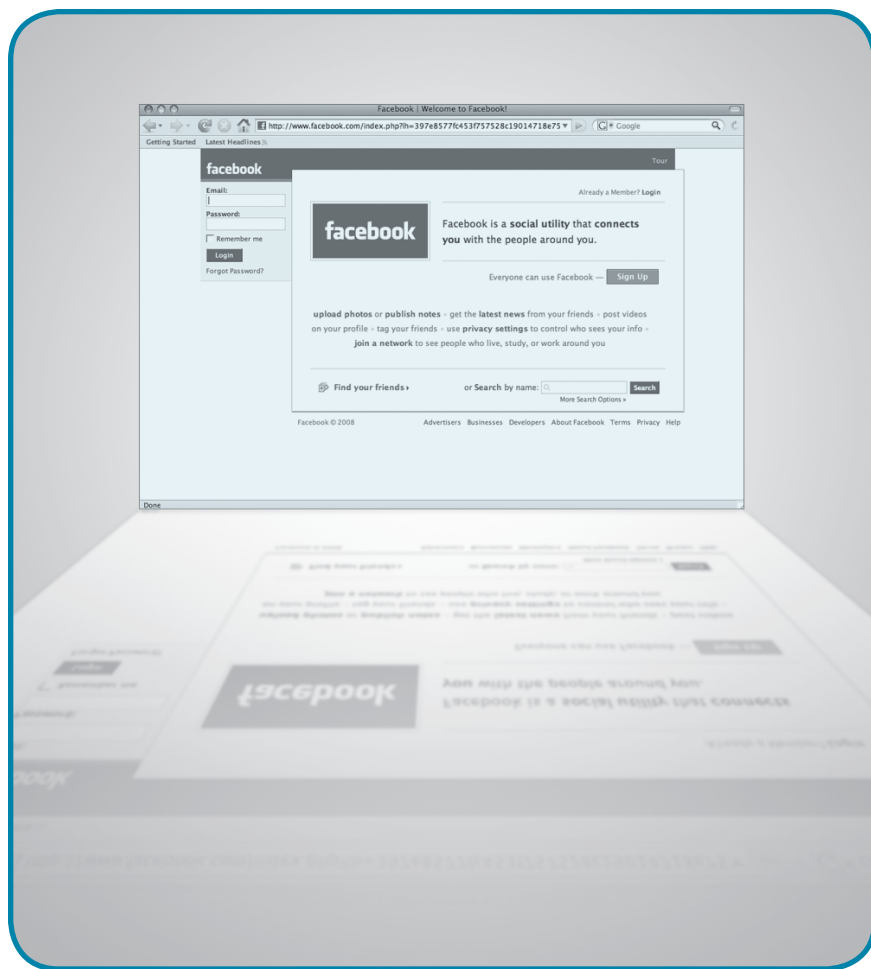 Facebook | Welcome to Facebook!
http://www.facebook.com/index.php?lh=397e8577fc453f757528c19014718e75
G Google
Getting Started Latest Headlines
facebook
Tour
Email:
Password:
Remember me
Login
Forgot Password?
Already a Member? Login
facebook
Facebook is a social utility that connects
you with the people around you.
Everyone can use Facebook — Sign Up
upload photos or publish notes • get the latest news from your friends • post videos
on your profile • tag your friends • use privacy settings to control who sees your info •
join a network to see people who live, study, or work around you
Find your friends ›
or Search by name: Search
More Search Options »
Facebook © 2008
Advertisers Businesses Developers About Facebook Terms Privacy Help
Done